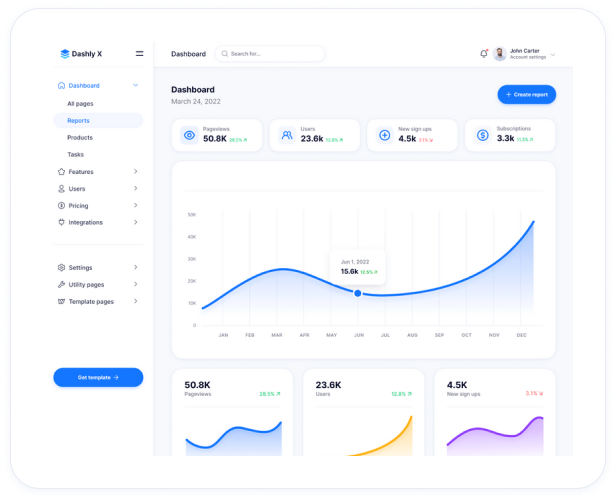 Dashly X
Dashboard
Search for...
John Carter
Account settings
Dashboard
All pages
Reports
Products
Tasks
Features
Users
Pricing
Integrations
Settings
Utility pages
Template pages
Get template →
Dashboard
March 24, 2022
+ Create report
Pageviews
50.8K 28.5%
Users
23.6k 12.8%
New sign ups
4.5k 3.1%
Subscriptions
3.3k 11.3%
50K
40K
30K
20K
10K
0
Jun 1, 2022
15.6k 12.5%
JAN FEB MAR APR MAY JUN JUL AUG SEP OCT NOV DEC
50.8K
Pageviews 28.5%
23.6K
Users 12.8%
4.5K
New sign ups 3.1%